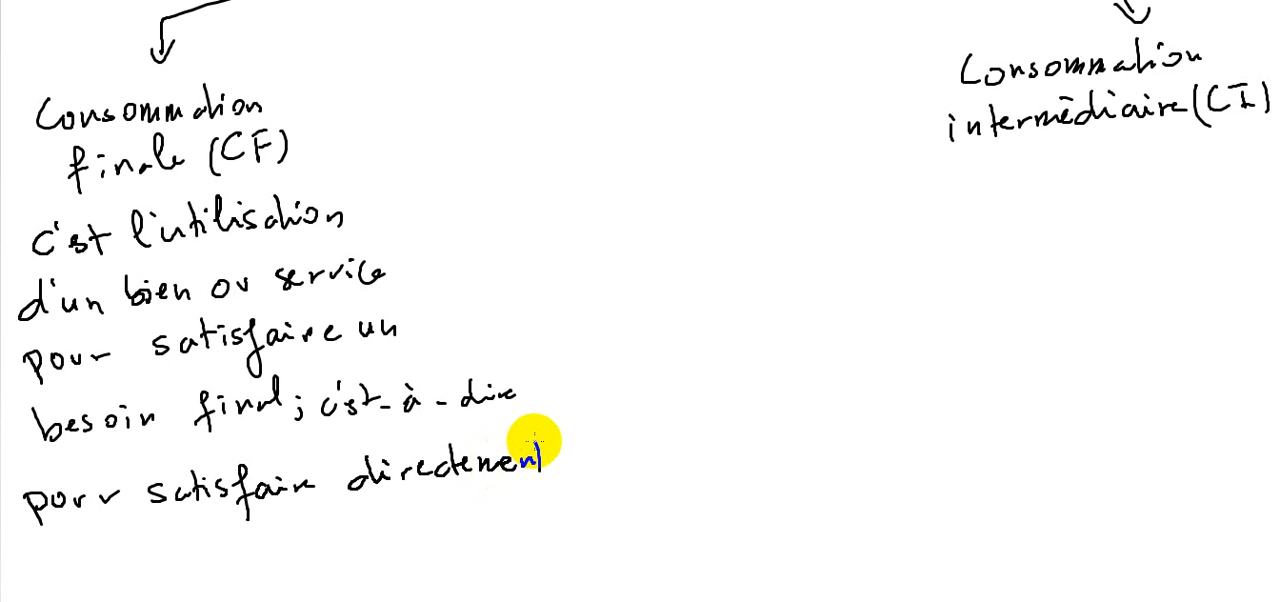 Consommation
finale (CF)
c'est l'utilisation
d'un bien ou service
pour satisfaire un
besoin final; c'est-à-dire
pour satisfaire directement
Consommation
intermédiaire (CI)